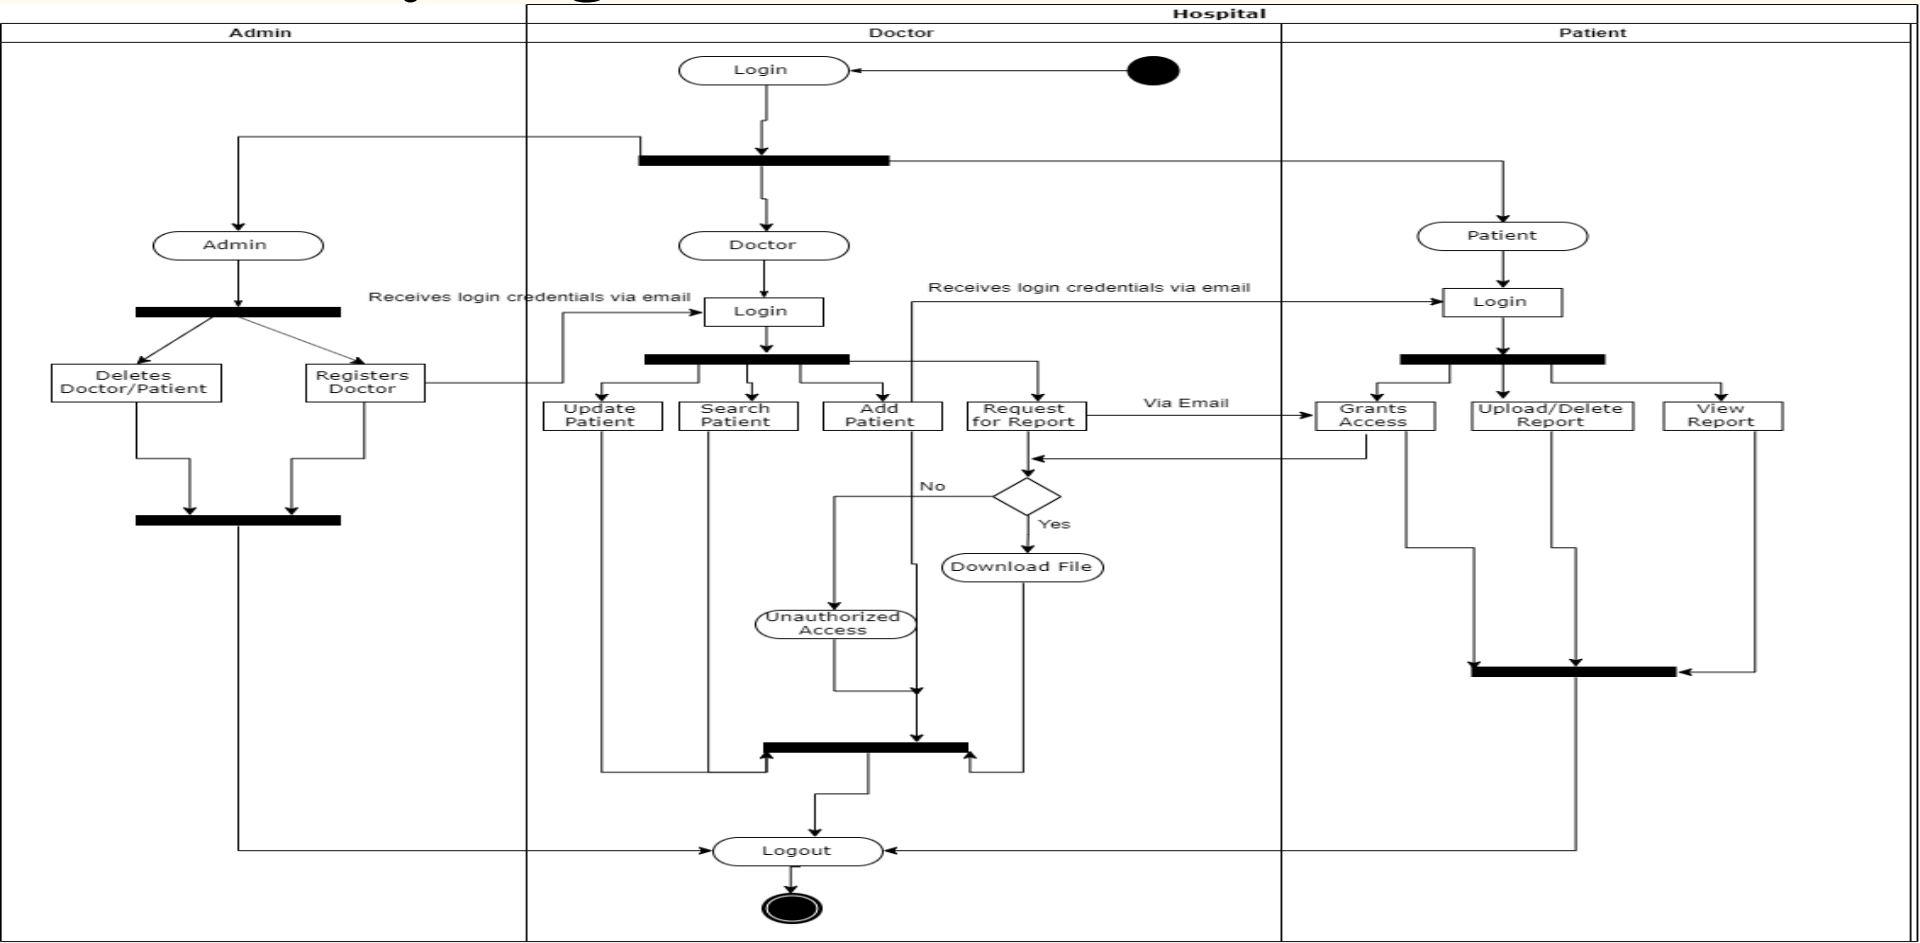 Hospital
Admin
Doctor
Patient
Login
Admin
Doctor
Patient
Receives login credentials via email
Receives login credentials via email
Login
Login
Deletes
Doctor/Patient
Registers
Doctor
Update
Patient
Search
Patient
Add
Patient
Request
for Report
Via Email
Grants
Access
Upload/Delete
Report
View
Report
No
Yes
Download File
Unauthorized
Access
Logout